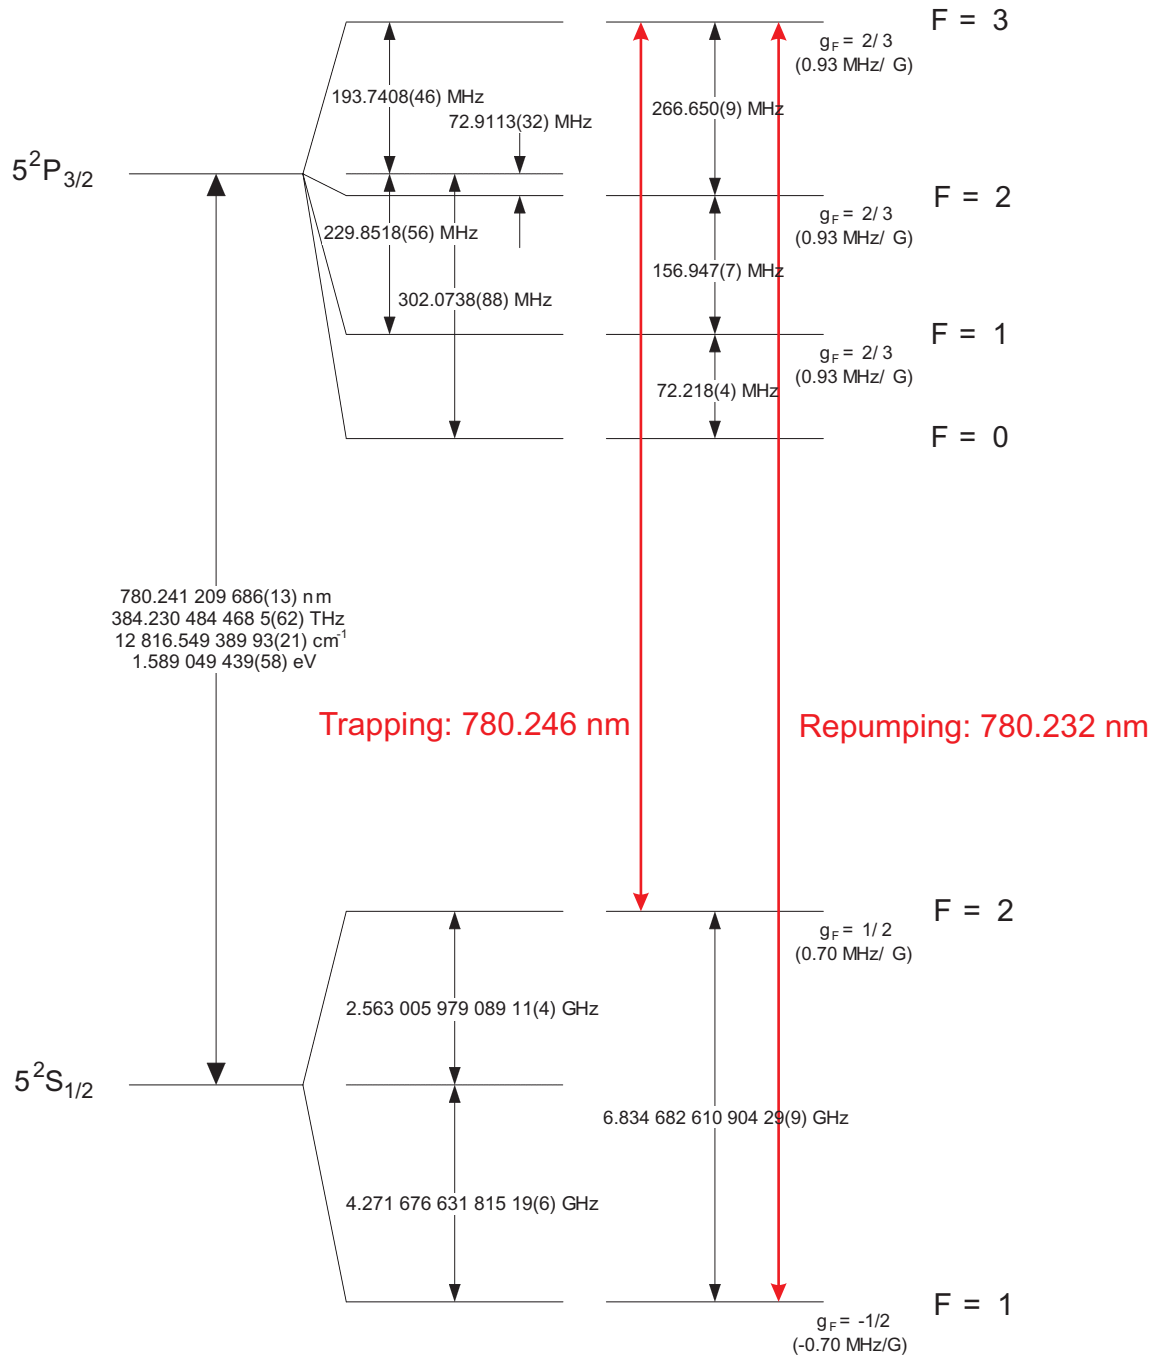 F = 3
g_F = 2/3
(0.93 MHz/ G)
193.7408(46) MHz
72.9113(32) MHz
266.650(9) MHz
5²P₃/₂
F = 2
g_F = 2/3
(0.93 MHz/ G)
229.8518(56) MHz
156.947(7) MHz
302.0738(88) MHz
F = 1
g_F = 2/3
(0.93 MHz/ G)
72.218(4) MHz
F = 0
780.241 209 686(13) nm
384.230 484 468 5(62) THz
12 816.549 389 93(21) cm⁻¹
1.589 049 439(58) eV
Trapping: 780.246 nm
Repumping: 780.232 nm
F = 2
g_F = 1/2
(0.70 MHz/ G)
2.563 005 979 089 11(4) GHz
5²S₁/₂
6.834 682 610 904 29(9) GHz
4.271 676 631 815 19(6) GHz
F = 1
g_F = -1/2
(-0.70 MHz/G)